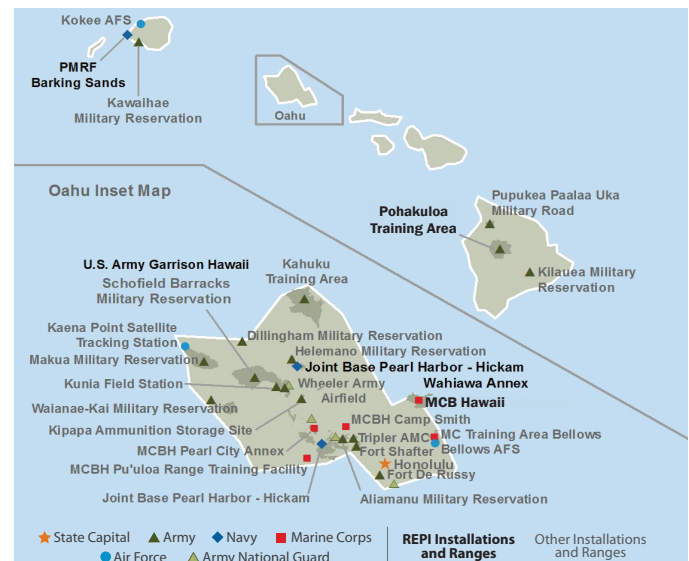 Kokee AFS
PMRF
Barking Sands
Kawaihae
Military Reservation
Oahu
Oahu Inset Map
Pupukea Paalaa Uka
Military Road
Pohakuloa
Training Area
Kilauea Military
Reservation
U.S. Army Garrison Hawaii
Schofield Barracks
Military Reservation
Kahuku
Training Area
Kaena Point Satellite
Tracking Station
Dillingham Military Reservation
Helemano Military Reservation
Makua Military Reservation
Joint Base Pearl Harbor - Hickam
Wahiawa Annex
Kunia Field Station
Wheeler Army
Airfield
MCB Hawaii
Waianae-Kai Military Reservation
MCBH Camp Smith
Kipapa Ammunition Storage Site
Tripler AMC
MC Training Area Bellows
Bellows AFS
MCBH Pearl City Annex
Fort Shafter
Honolulu
MCBH Pu'uloa Range Training Facility
Fort De Russy
Joint Base Pearl Harbor - Hickam
Aliamanu Military Reservation
State Capital
Army
Navy
Marine Corps
Air Force
Army National Guard
REPI Installations
and Ranges
Other Installations
and Ranges